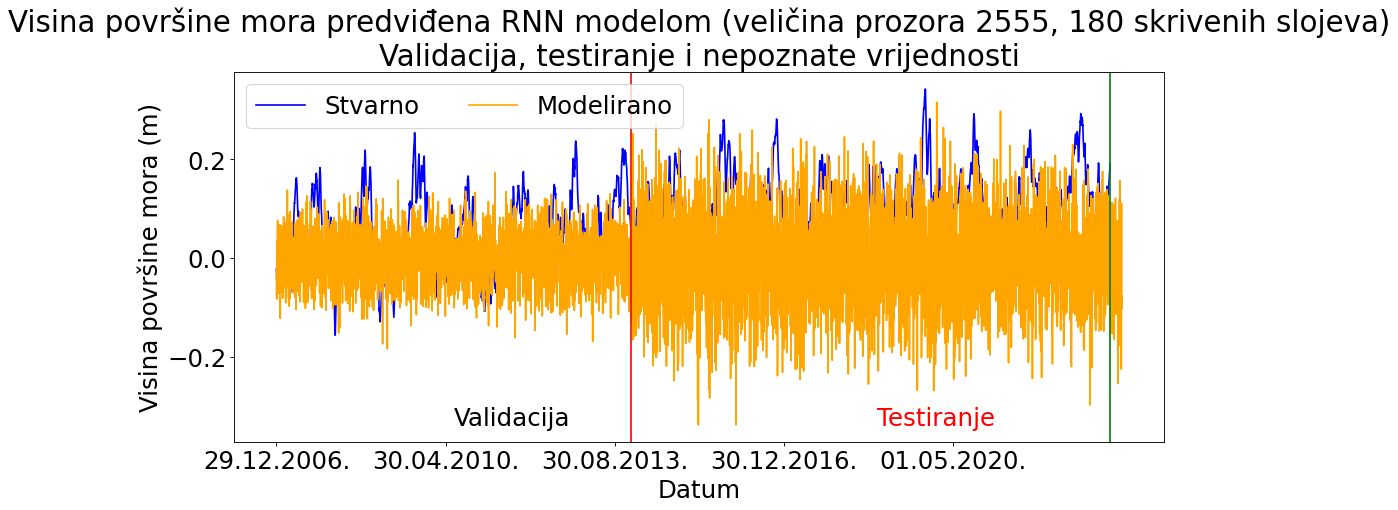 Visina površine mora predviđena RNN modelom (veličina prozora 2555, 180 skrivenih slojeva)
Validacija, testiranje i nepoznate vrijednosti
Stvarno
Modelirano
Visina površine mora (m)
0.2
0.0
−0.2
Validacija
Testiranje
29.12.2006.
30.04.2010.
30.08.2013.
30.12.2016.
01.05.2020.
Datum